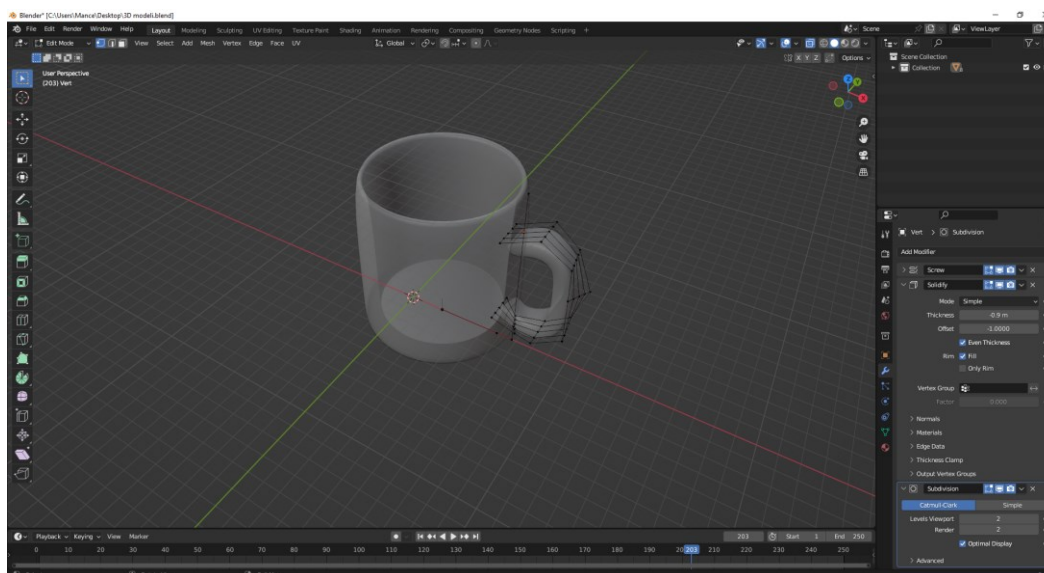 Blender* [C:\Users\Mance\Desktop\3D modeli.blend]
File Edit Render Window Help Layout Modeling Sculpting UV Editing Texture Paint Shading Animation Rendering Compositing Geometry Nodes Scripting + Scene ViewLayer
Edit Mode View Select Add Mesh Vertex Edge Face UV Global
X Y Z Options
User Perspective
(203) Vert
Scene Collection
Collection
Vert > Subdivision
Add Modifier
Screw
Solidify
Mode Simple
Thickness -0.9 m
Offset -1.0000
Even Thickness
Rim Fill
Only Rim
Vertex Group
Factor 0.000
Normals
Materials
Edge Data
Thickness Clamp
Output Vertex Groups
Subdivision
Catmull-Clark Simple
Levels Viewport 2
Render 2
Optimal Display
Advanced
Playback Keying View Marker 203 Start 1 End 250
0 10 20 30 40 50 60 70 80 90 100 110 120 130 140 150 160 170 180 190 203 210 220 230 240 250